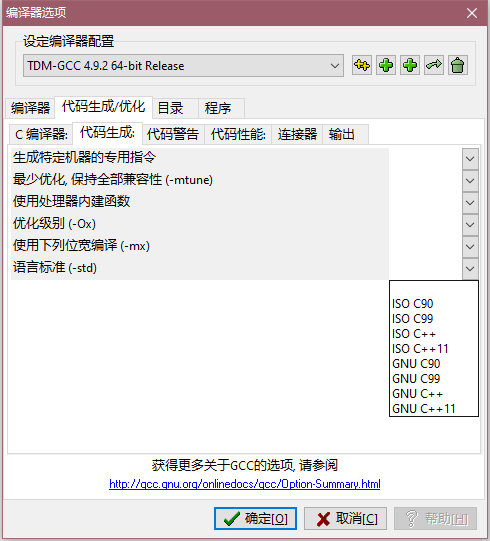 编译器选项
设定编译器配置
TDM-GCC 4.9.2 64-bit Release
编译器 代码生成/优化 目录 程序
C 编译器: 代码生成: 代码警告 代码性能: 连接器 输出
生成特定机器的专用指令
最少优化, 保持全部兼容性 (-mtune)
使用处理器内建函数
优化级别 (-Ox)
使用下列位宽编译 (-mx)
语言标准 (-std)
ISO C90
ISO C99
ISO C++
ISO C++11
GNU C90
GNU C99
GNU C++
GNU C++11
获得更多关于GCC的选项, 请参阅
http://gcc.gnu.org/onlinedocs/gcc/Option-Summary.html
确定[O] 取消[C] 帮助[H]